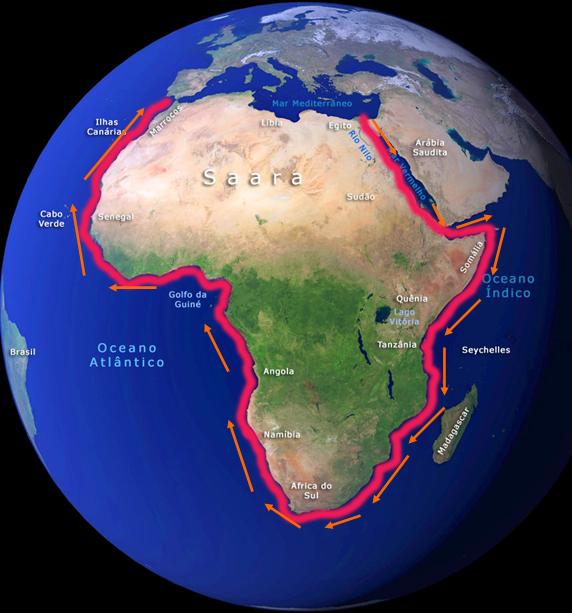 Mar Mediterrâneo
Ilhas
Canárias
Marrocos
Líbia
Egito
Rio Nilo
Mar Vermelho
Arábia
Saudita
Saara
Sudão
Cabo
Verde
Senegal
Somália
Oceano
Índico
Golfo da
Guiné
Quênia
Lago
Vitória
Tanzânia
Seychelles
Brasil
Oceano
Atlântico
Angola
Madagascar
Namíbia
África do
Sul